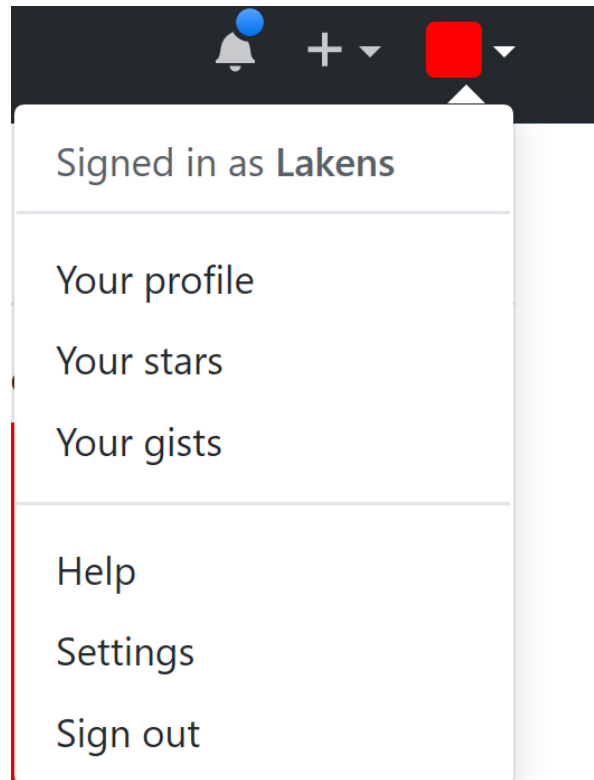 Signed in as Lakens
Your profile
Your stars
Your gists
Help
Settings
Sign out